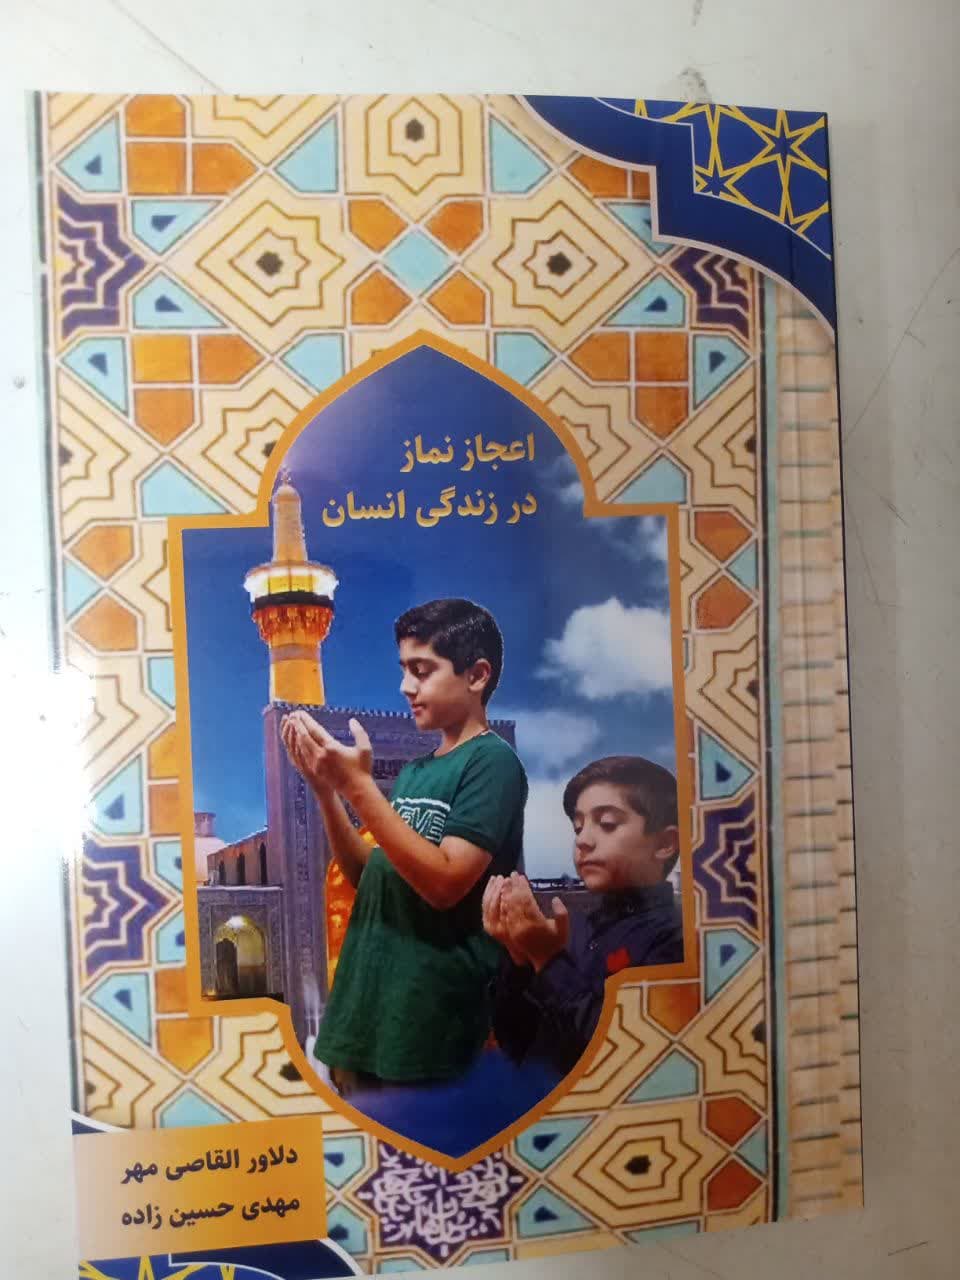 اعجاز نماز
در زندگی انسان
دلاور القاصی مهر
مهدی حسین زاده